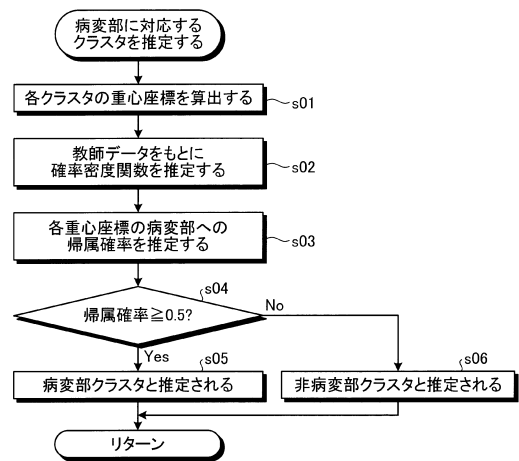 病変部に対応する
クラスタを推定する
各クラスタの重心座標を算出する
s01
教師データをもとに
確率密度関数を推定する
s02
各重心座標の病変部への
帰属確率を推定する
s03
s04
帰属確率≧0.5?
No
Yes
s05
病変部クラスタと推定される
s06
非病変部クラスタと推定される
リターン